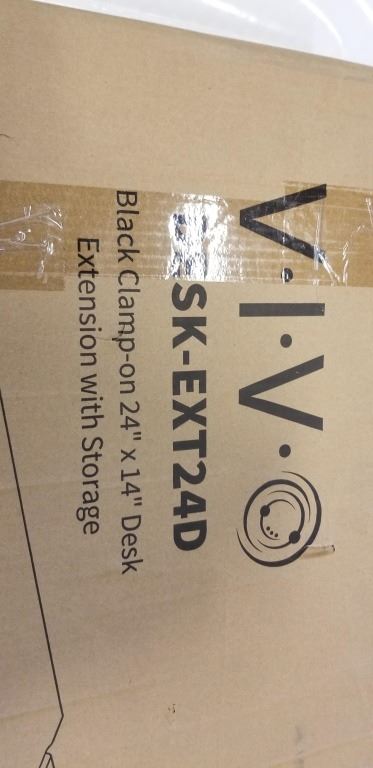 V·I·V·O
SK-EXT24D
Black Clamp-on 24" x 14" Desk
Extension with Storage